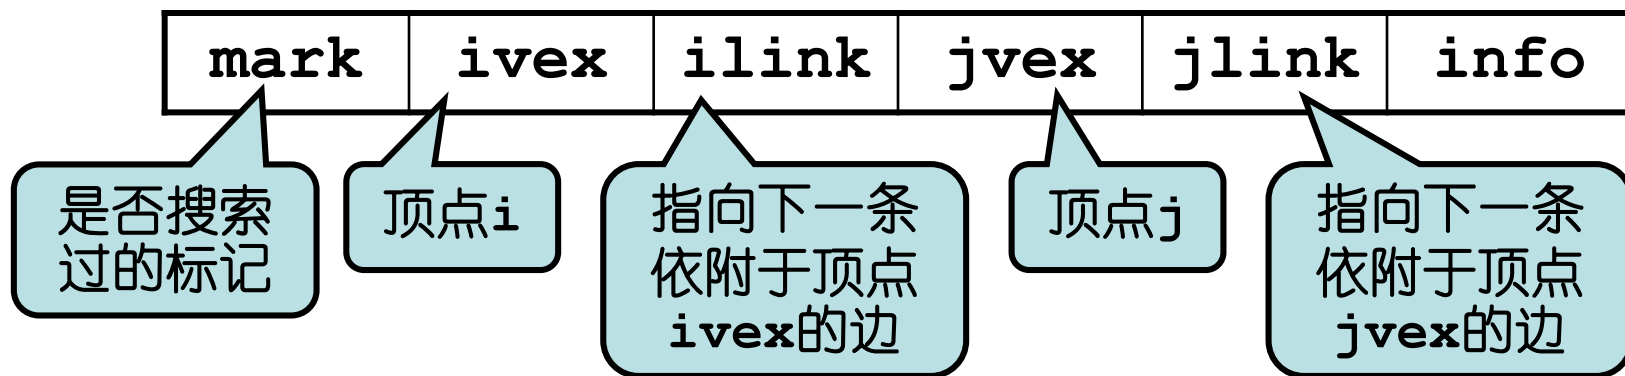 mark ivex ilink jvex jlink info
是否搜索
过的标记
顶点i
指向下一条
依附于顶点
ivex的边
顶点j
指向下一条
依附于顶点
jvex的边